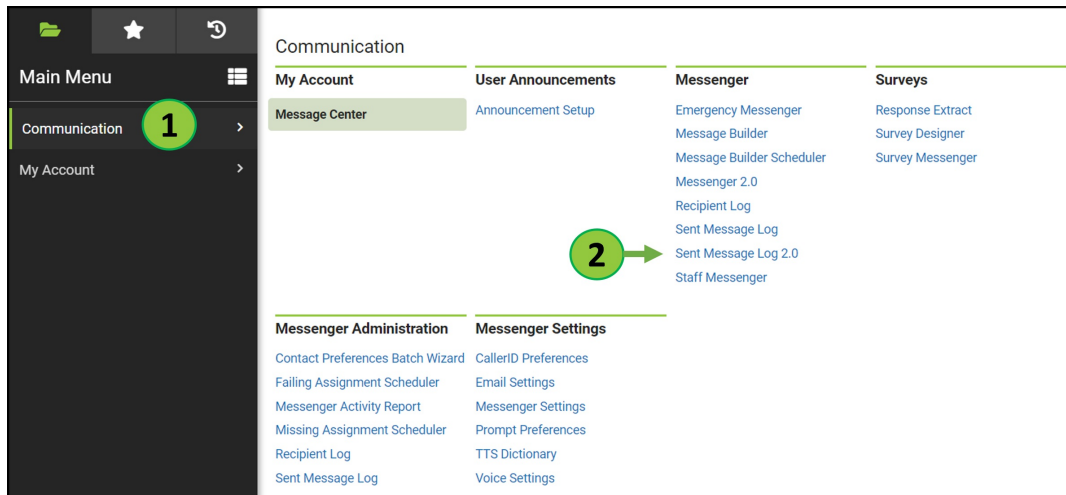 Communication
Main Menu
My Account
User Announcements
Messenger
Surveys
Communication
1
Message Center
Announcement Setup
Emergency Messenger
Response Extract
Message Builder
Survey Designer
My Account
Message Builder Scheduler
Survey Messenger
Messenger 2.0
Recipient Log
Sent Message Log
2
Sent Message Log 2.0
Staff Messenger
Messenger Administration
Messenger Settings
Contact Preferences Batch Wizard
CallerID Preferences
Failing Assignment Scheduler
Email Settings
Messenger Activity Report
Messenger Settings
Missing Assignment Scheduler
Prompt Preferences
Recipient Log
TTS Dictionary
Sent Message Log
Voice Settings